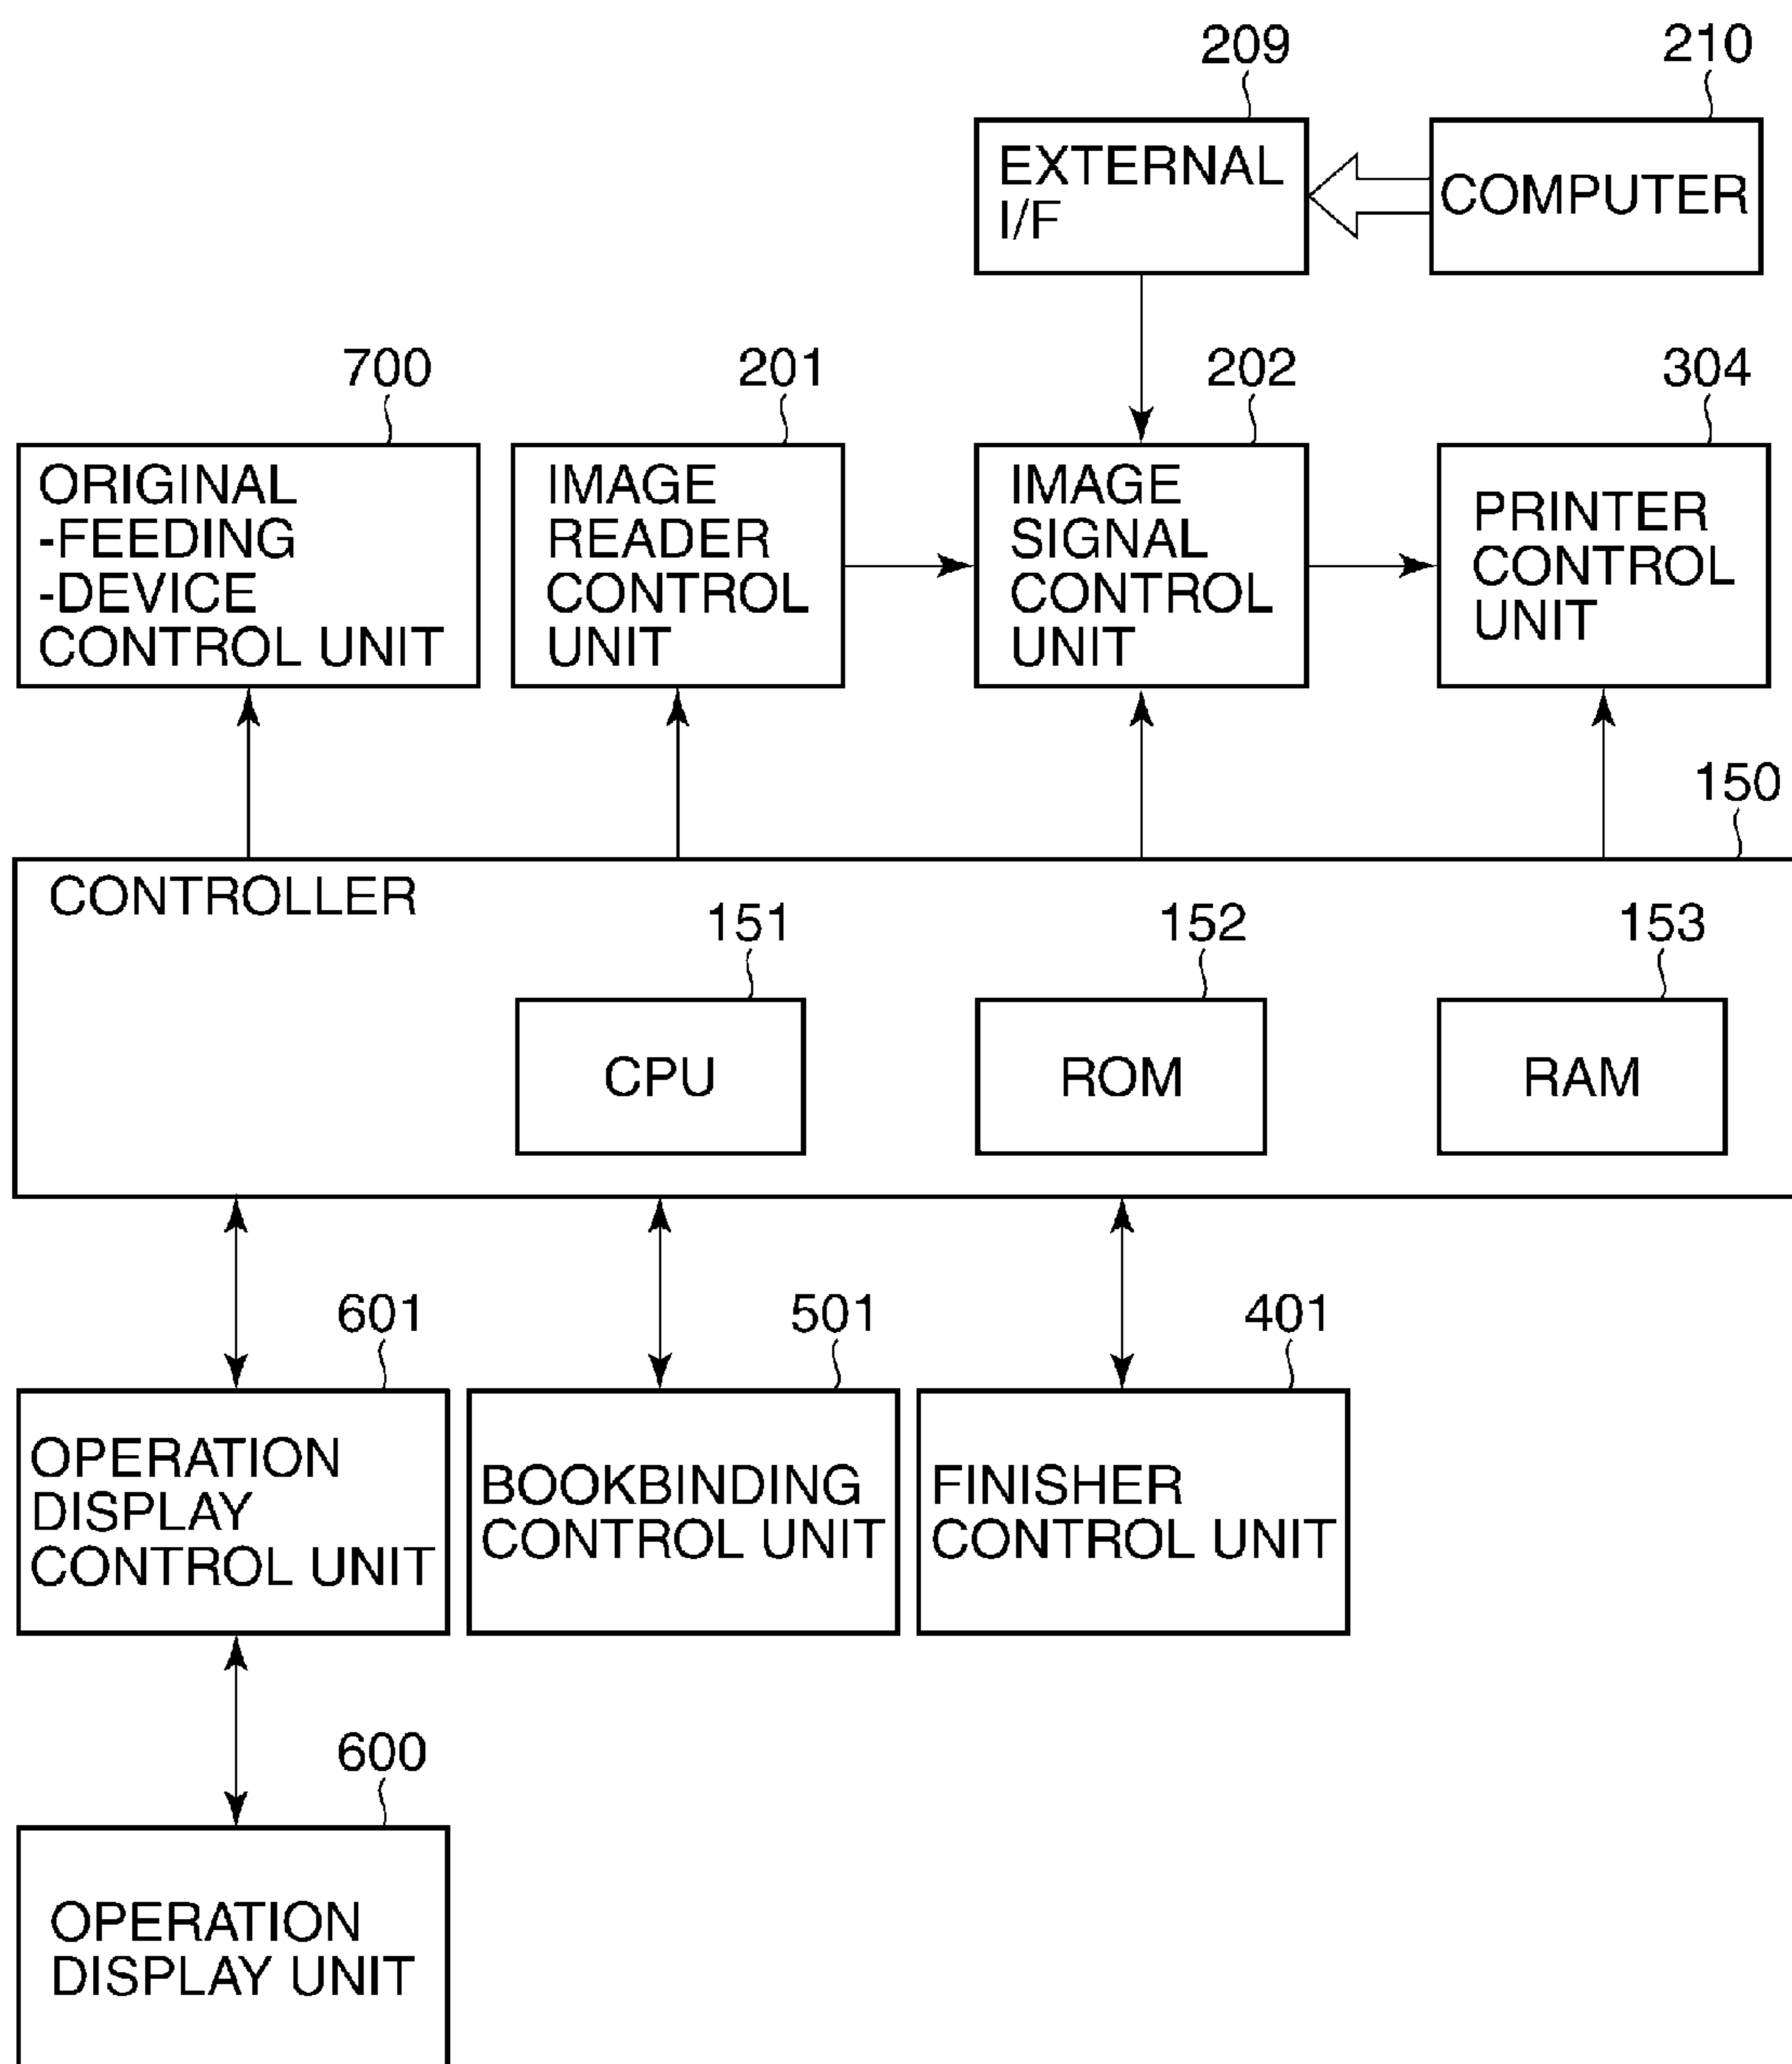 209
210
EXTERNAL
I/F
COMPUTER
700
201
202
304
ORIGINAL
-FEEDING
-DEVICE
CONTROL UNIT
IMAGE
READER
CONTROL
UNIT
IMAGE
SIGNAL
CONTROL
UNIT
PRINTER
CONTROL
UNIT
150
CONTROLLER
151
152
153
CPU
ROM
RAM
601
501
401
OPERATION
DISPLAY
CONTROL UNIT
BOOKBINDING
CONTROL UNIT
FINISHER
CONTROL UNIT
600
OPERATION
DISPLAY UNIT